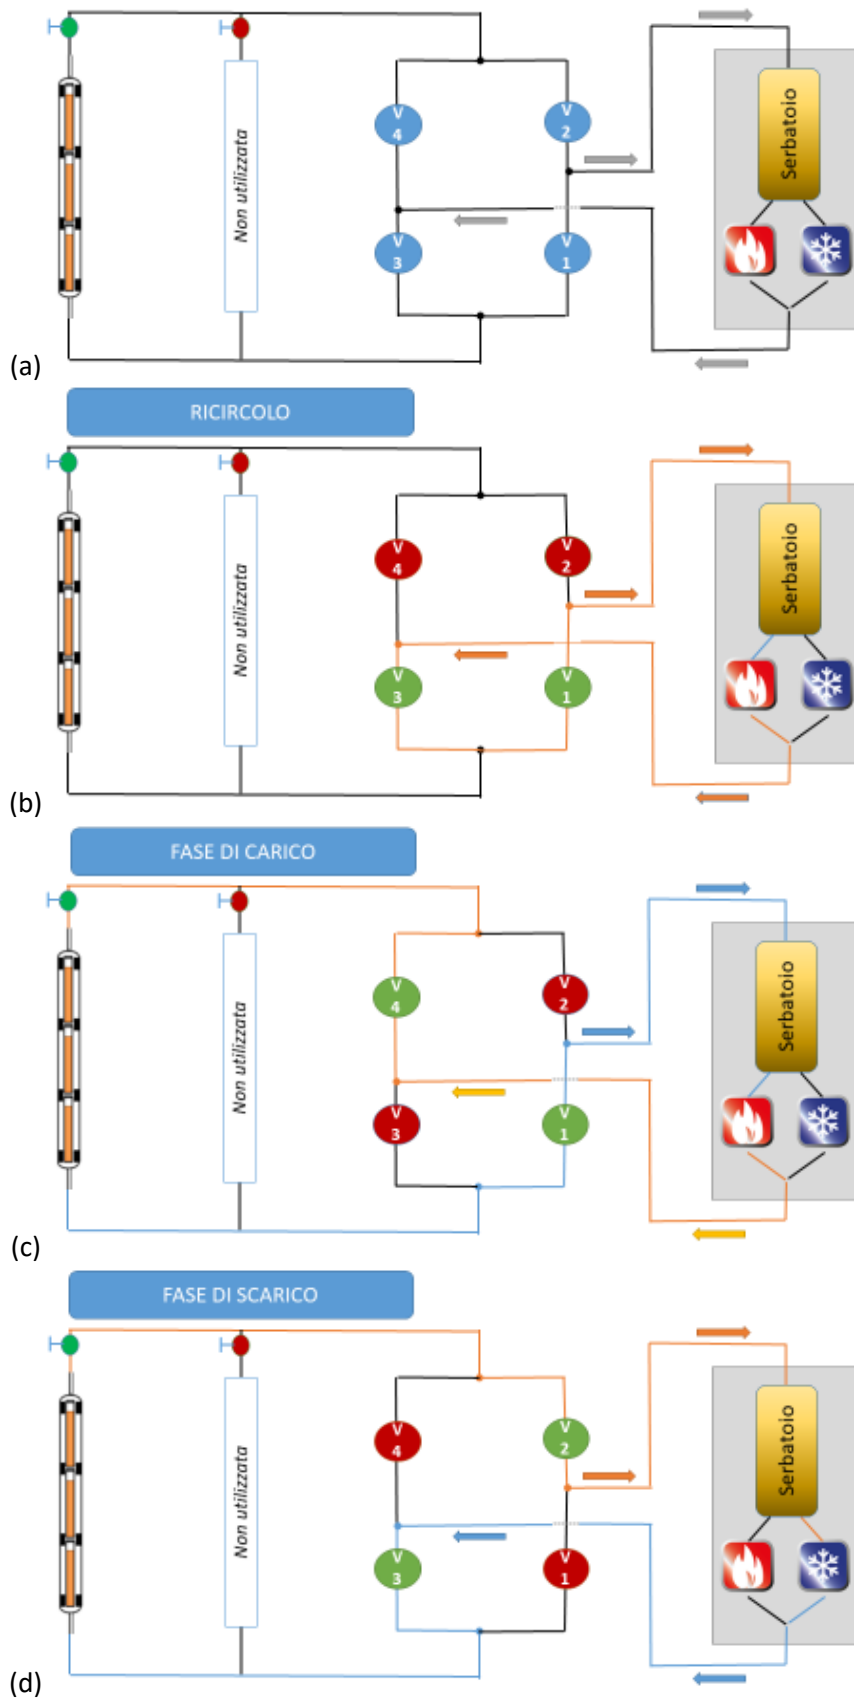 V
4
V
2
V
3
V
1
Non utilizzata
Serbatoio
(a)
RICIRCOLO
V
4
V
2
V
3
V
1
Non utilizzata
Serbatoio
(b)
FASE DI CARICO
V
4
V
2
V
3
V
1
Non utilizzata
Serbatoio
(c)
FASE DI SCARICO
V
4
V
2
V
3
V
1
Non utilizzata
Serbatoio
(d)